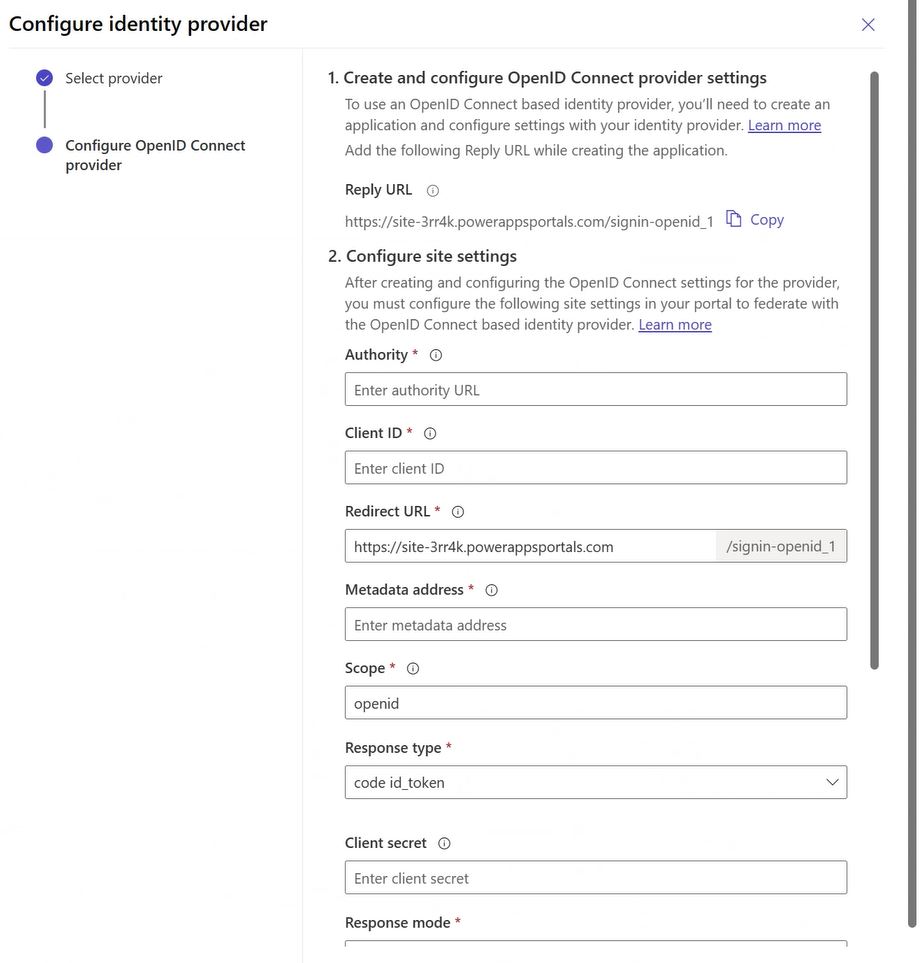 Configure identity provider
Select provider
Configure OpenID Connect
provider
1. Create and configure OpenID Connect provider settings
To use an OpenID Connect based identity provider, you’ll need to create an
application and configure settings with your identity provider. Learn more
Add the following Reply URL while creating the application.
Reply URL
https://site-3rr4k.powerappsportals.com/signin-openid_1 Copy
2. Configure site settings
After creating and configuring the OpenID Connect settings for the provider,
you must configure the following site settings in your portal to federate with
the OpenID Connect based identity provider. Learn more
Authority *
Enter authority URL
Client ID *
Enter client ID
Redirect URL *
https://site-3rr4k.powerappsportals.com /signin-openid_1
Metadata address *
Enter metadata address
Scope *
openid
Response type *
code id_token
Client secret
Enter client secret
Response mode *